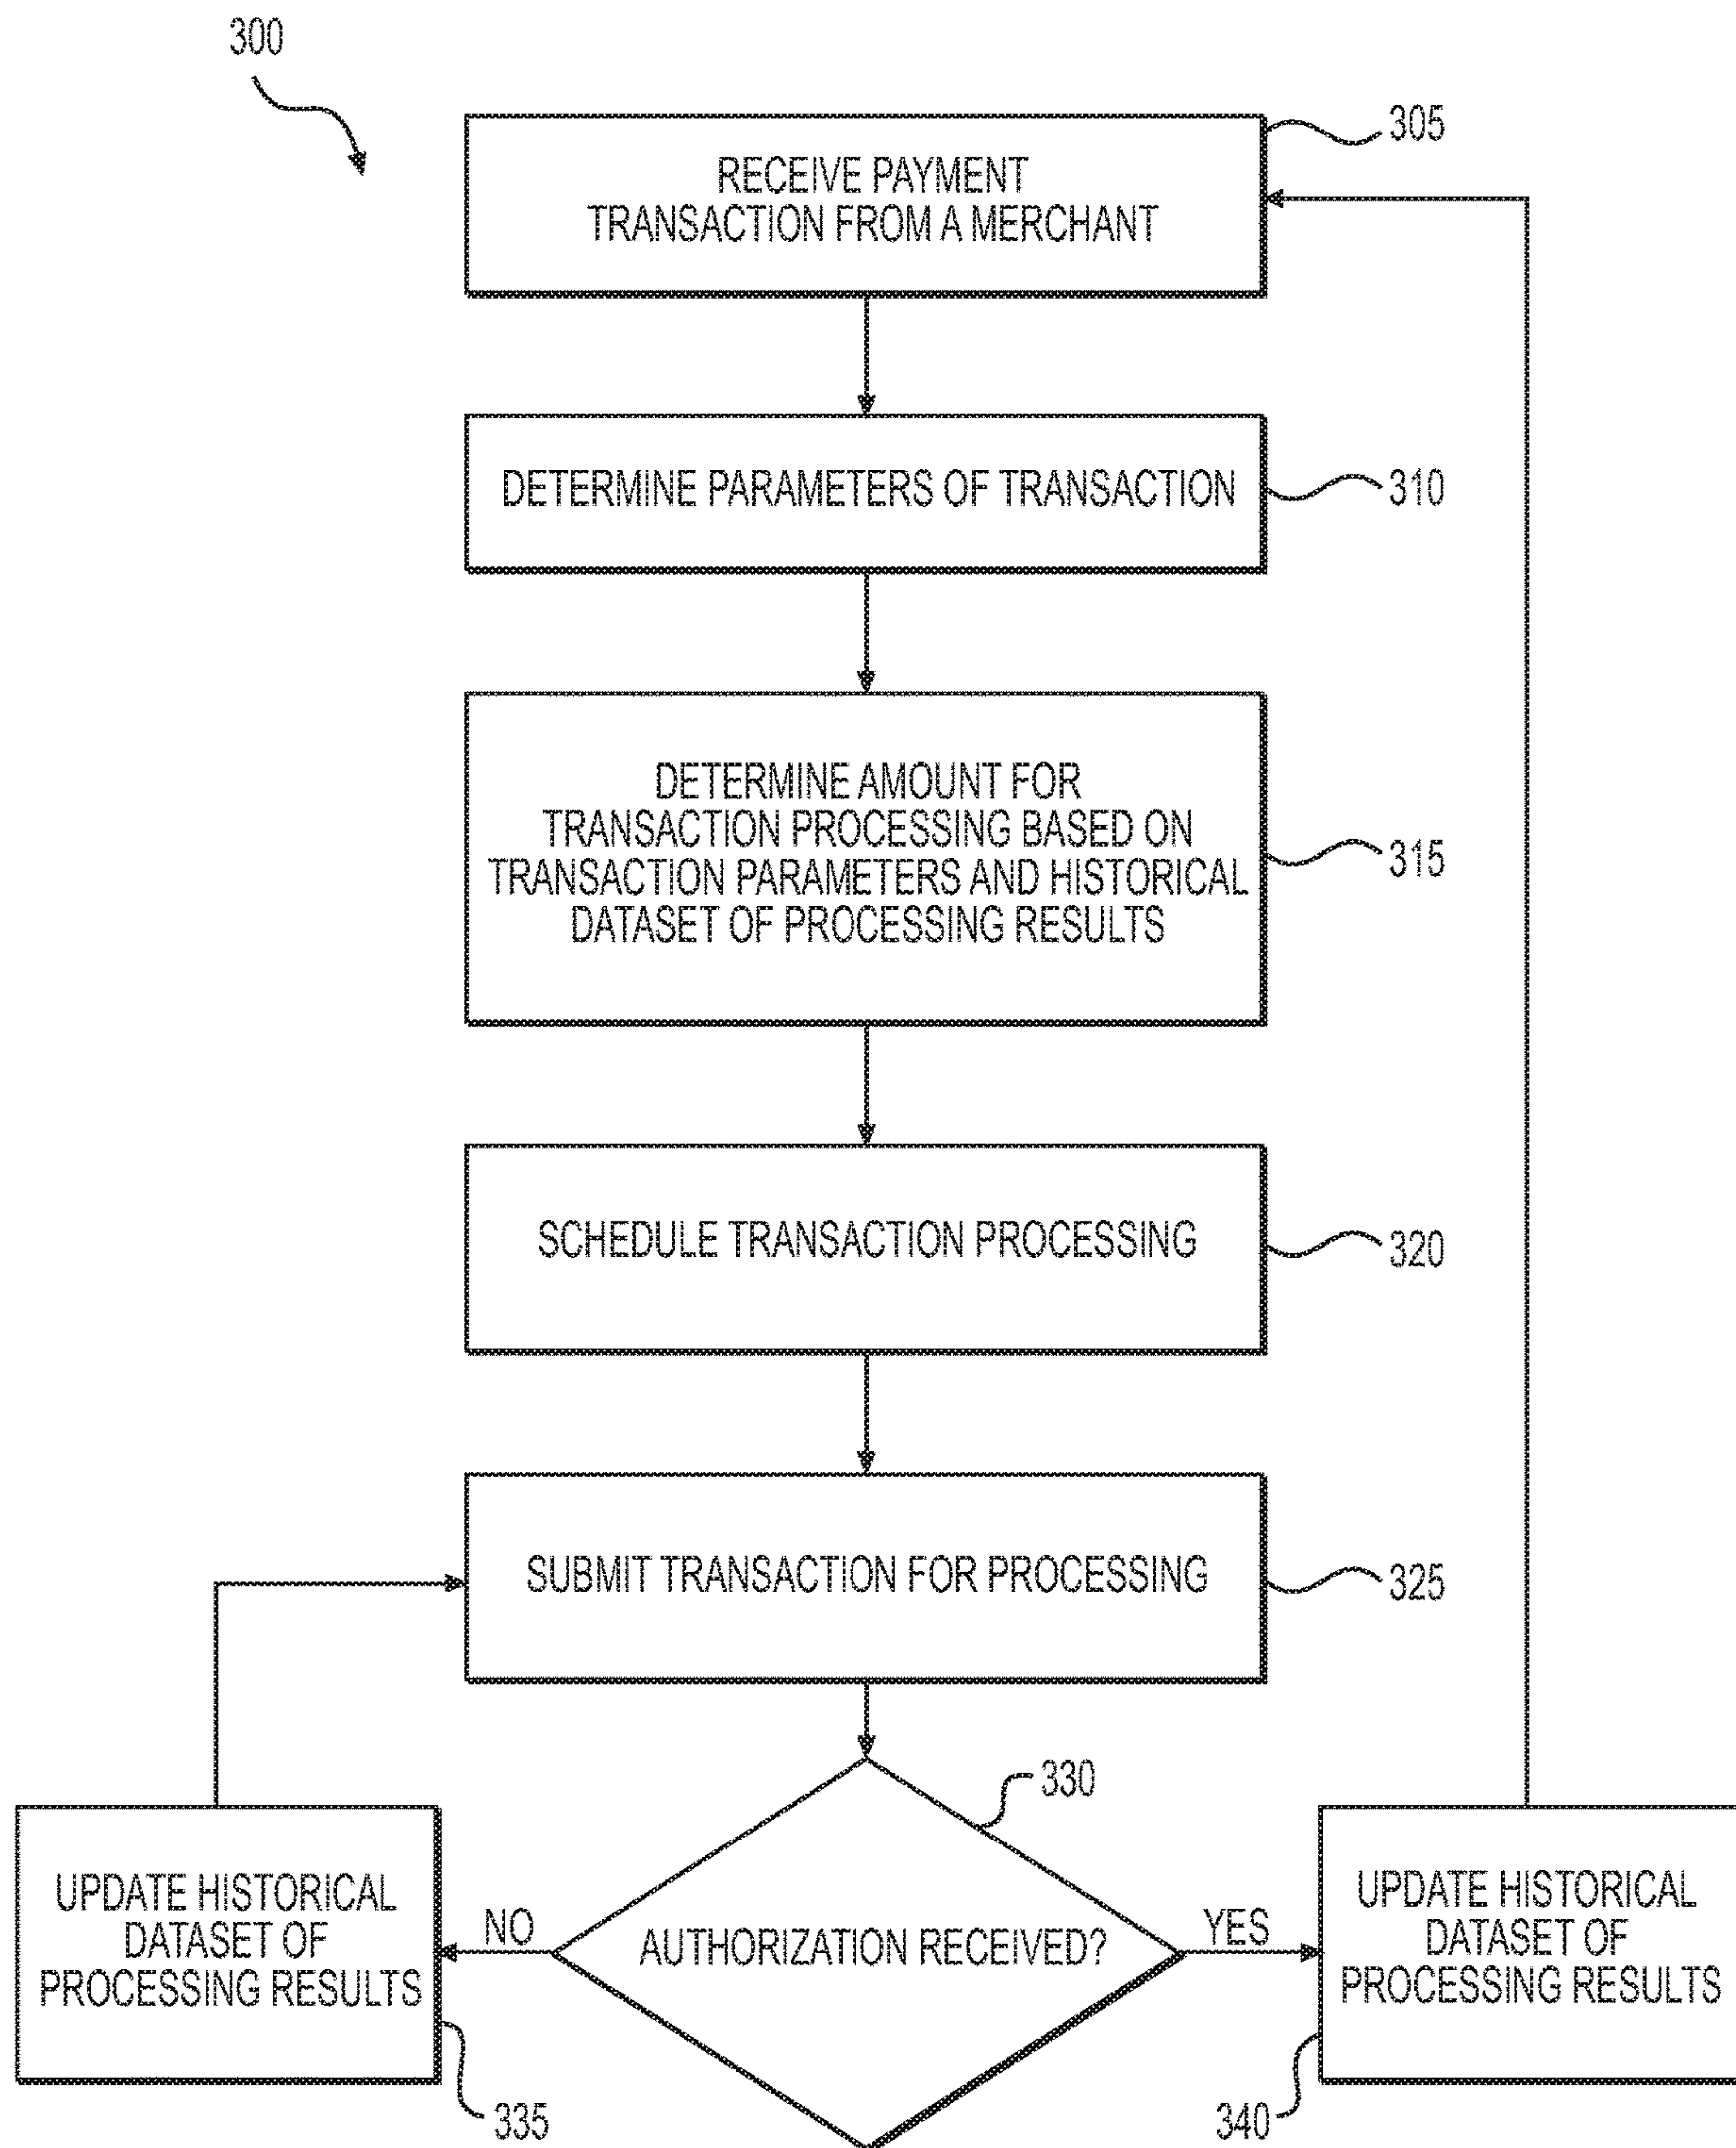 300
RECEIVE PAYMENT
TRANSACTION FROM A MERCHANT
305
DETERMINE PARAMETERS OF TRANSACTION
310
DETERMINE AMOUNT FOR
TRANSACTION PROCESSING BASED ON
TRANSACTION PARAMETERS AND HISTORICAL
DATASET OF PROCESSING RESULTS
315
SCHEDULE TRANSACTION PROCESSING
320
SUBMIT TRANSACTION FOR PROCESSING
325
AUTHORIZATION RECEIVED?
330
NO
UPDATE HISTORICAL
DATASET OF
PROCESSING RESULTS
335
YES
UPDATE HISTORICAL
DATASET OF
PROCESSING RESULTS
340